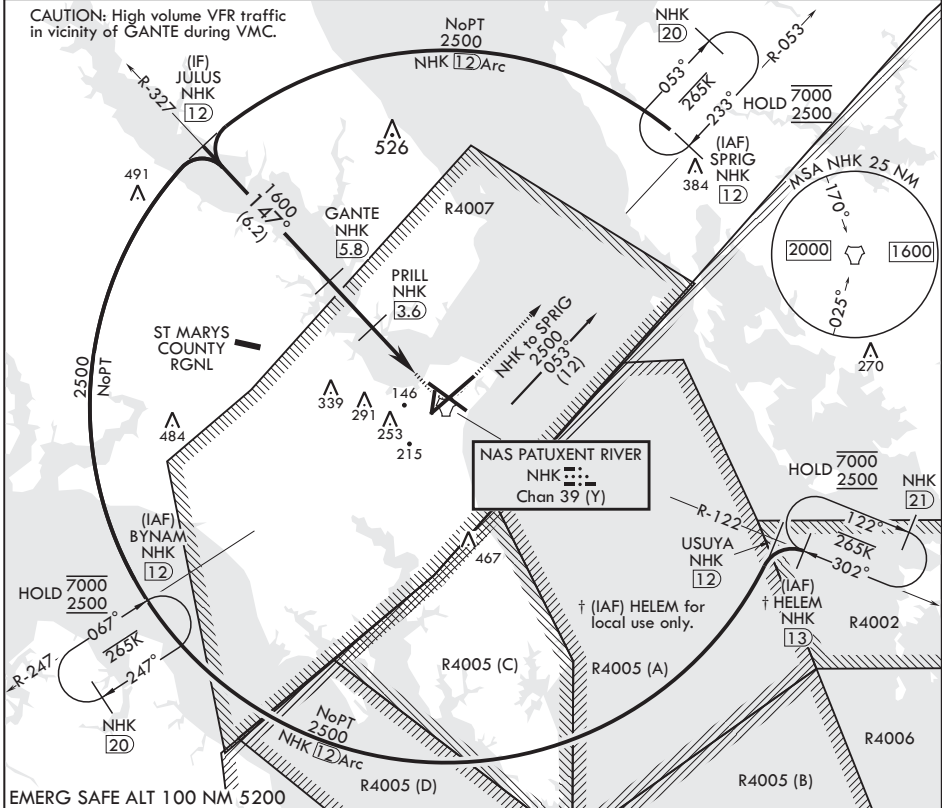 CAUTION: High volume VFR traffic
in vicinity of GANTE during VMC.
NoPT
2500
NHK 12 Arc
NHK
20
R-053
053°
265K
233°
HOLD 7000
2500
(IF)
JULUS
NHK
12
R-327
(IAF)
SPRIG
NHK
12
384
526
491
MSA NHK 25 NM
170°
2000
1600
025°
270
1600
147°
(6.2)
GANTE
NHK
5.8
R4007
PRILL
NHK
3.6
ST MARYS
COUNTY
RGNL
NHK to SPRIG
2500
053°
(12)
2500
NoPT
339
291
146
253
215
484
NAS PATUXENT RIVER
NHK
Chan 39 (Y)
HOLD 7000
2500
NHK
21
R-122
122°
265K
302°
USUYA
NHK
12
(IAF)
BYNAM
NHK
12
467
HOLD 7000
2500
067°
265K
247°
R-247
NHK
20
† (IAF) HELEM for
local use only.
(IAF)
† HELEM
NHK
13
R4002
R4005 (C)
R4005 (A)
NoPT
2500
NHK 12 Arc
R4006
R4005 (D)
R4005 (B)
EMERG SAFE ALT 100 NM 5200